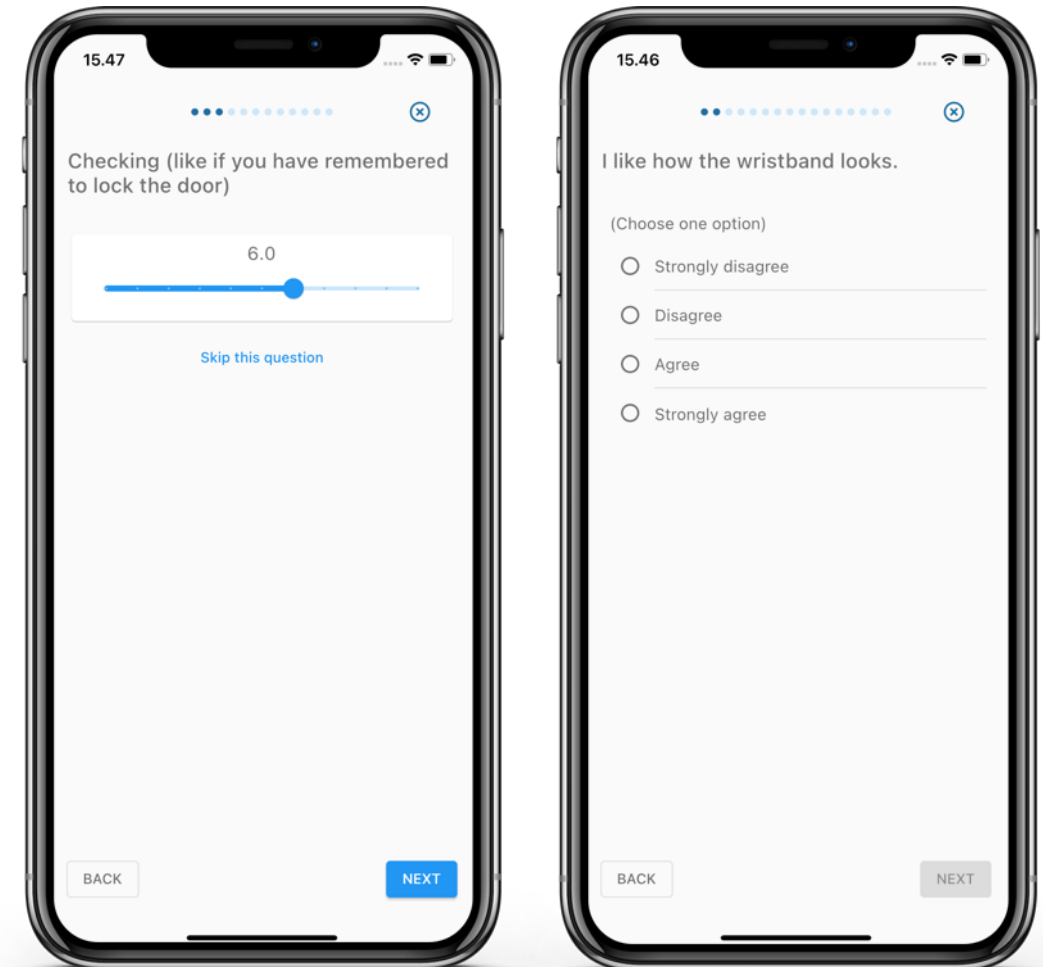 15.47
Checking (like if you have remembered
to lock the door)
6.0
Skip this question
BACK
NEXT
15.46
I like how the wristband looks.
(Choose one option)
Strongly disagree
Disagree
Agree
Strongly agree
BACK
NEXT